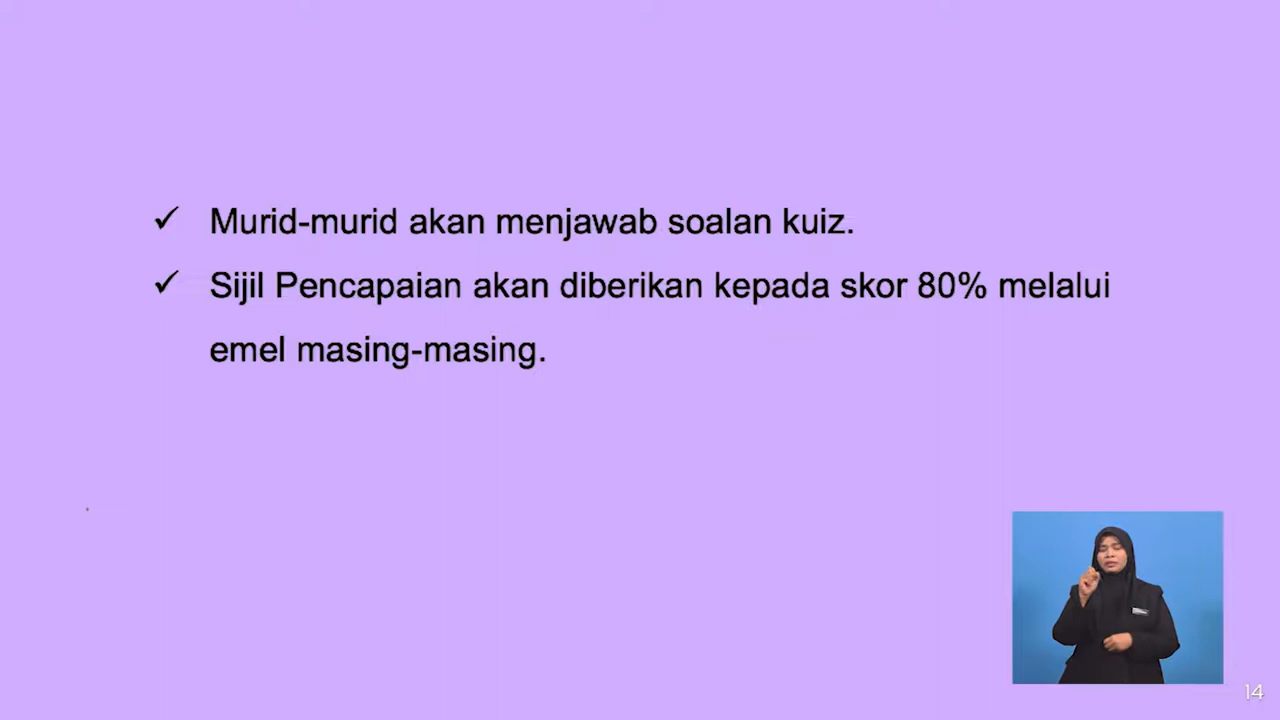 ✓ Murid-murid akan menjawab soalan kuiz.
✓ Sijil Pencapaian akan diberikan kepada skor 80% melalui
emel masing-masing.
14